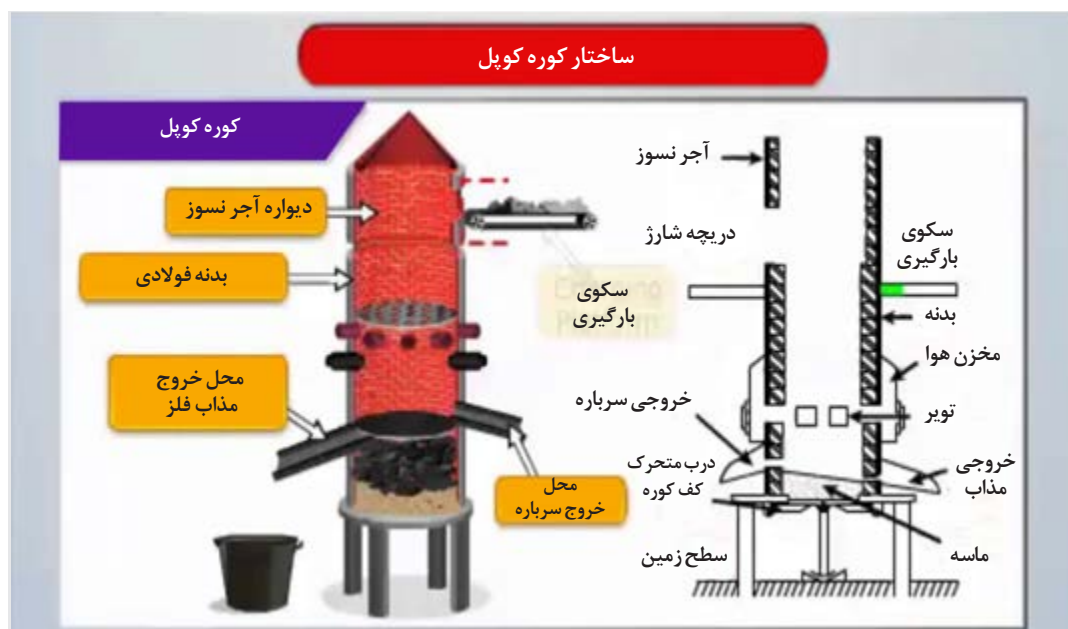 ساختار کوره کوپل
کوره کوپل
دیواره آجر نسوز
بدنه فولادی
سکوی
بارگیری
محل خروج
مذاب فلز
محل
خروج سرباره
آجر نسوز
دریچه شارژ
سکوی
بارگیری
بدنه
مخزن هوا
خروجی سرباره
تویر
درب متحرک
کف کوره
خروجی
مذاب
سطح زمین
ماسه